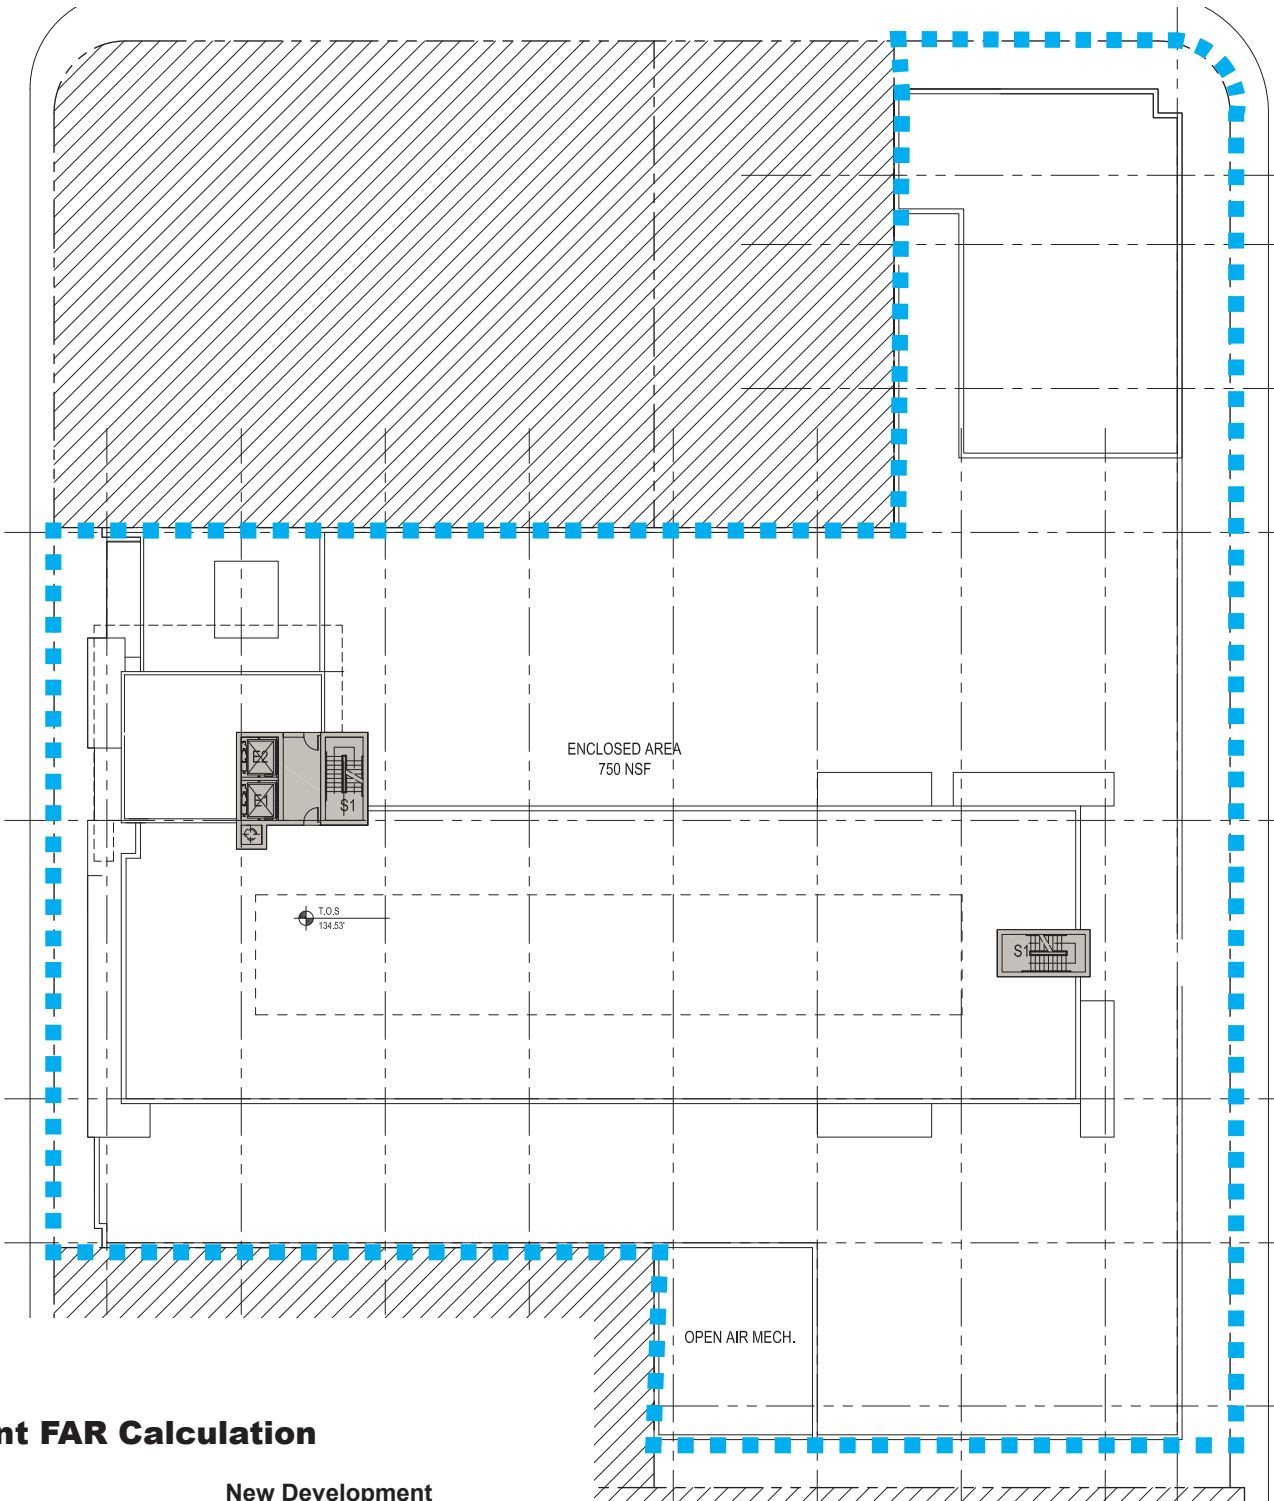 ENCLOSED AREA
750 NSF
E2
E1
S1
T.O.S
134.53'
S1
OPEN AIR MECH.
nt FAR Calculation
New Development